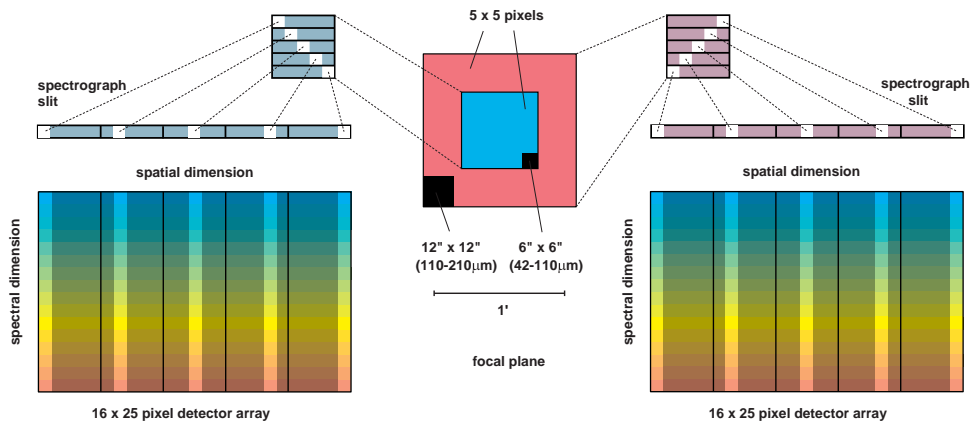 5 x 5 pixels
spectrograph
slit
spectrograph
slit
spatial dimension
spatial dimension
spectral dimension
spectral dimension
12" x 12"
(110-210μm)
6" x 6"
(42-110μm)
1'
focal plane
16 x 25 pixel detector array
16 x 25 pixel detector array